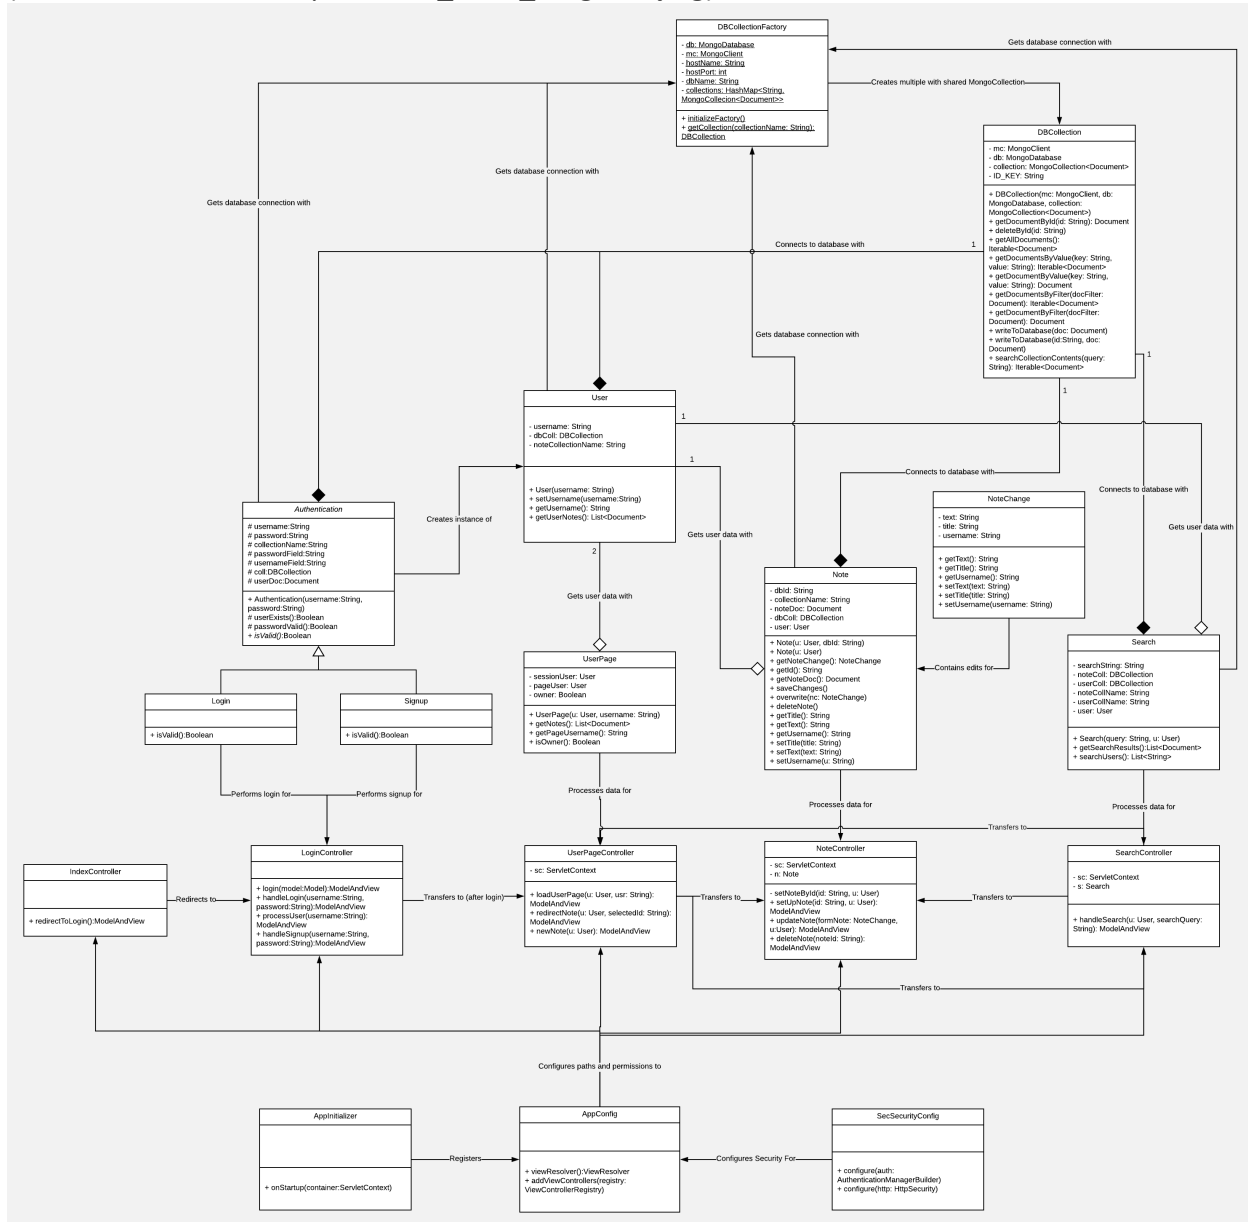 DBCollectionFactory
- db: MongoDatabase
- mc: MongoClient
- hostName: String
- hostPort: int
- dbName: String
- collections: HashMap<String,
MongoCollecion<Document>>
+ initializeFactory()
+ getCollection(collectionName: String):
DBCollection
Gets database connection with
Creates multiple with shared MongoCollection
DBCollection
- mc: MongoClient
- db: MongoDatabase
- collection: MongoCollection<Document>
- ID_KEY: String
+ DBCollection(mc: MongoClient, db:
MongoDatabase, collection:
MongoCollection<Document>)
+ getDocumentById(id: String): Document
+ deleteById(id: String)
+ getAllDocuments():
Iterable<Document>
+ getDocumentsByValue(key: String,
value: String): Iterable<Document>
+ getDocumentByValue(key: String,
value: String): Document
+ getDocumentsByFilter(docFilter:
Document): Iterable<Document>
+ getDocumentByFilter(docFilter:
Document): Document
+ writeToDatabase(doc: Document)
+ writeToDatabase(id:String, doc:
Document)
+ searchCollectionContents(query:
String): Iterable<Document>
Gets database connection with
Gets database connection with
Connects to database with
1
Gets database connection with
1
1
User
- username: String
- dbColl: DBCollection
- noteCollectionName: String
+ User(username: String)
+ setUsername(username:String)
+ getUsername(): String
+ getUserNotes(): List<Document>
1
1
2
Connects to database with
Connects to database with
Gets user data with
Gets user data with
Gets user data with
Creates instance of
Authentication
# username:String
# password:String
# collectionName:String
# passwordField:String
# usernameField:String
# coll:DBCollection
# userDoc:Document
+ Authentication(username:String,
password:String)
# userExists():Boolean
# passwordValid():Boolean
+ isValid():Boolean
NoteChange
- text: String
- title: String
- username: String
+ getText(): String
+ getTitle(): String
+ getUsername(): String
+ setText(text: String)
+ setTitle(title: String)
+ setUsername(username: String)
Contains edits for
Note
- dbId: String
- collectionName: String
- noteDoc: Document
- dbColl: DBCollection
- user: User
+ Note(u: User, dbId: String)
+ Note(u: User)
+ getNoteChange(): NoteChange
+ getId(): String
+ getNoteDoc(): Document
+ saveChanges()
+ overwrite(nc: NoteChange)
+ deleteNote()
+ getTitle(): String
+ getText(): String
+ getUsername(): String
+ setTitle(title: String)
+ setText(text: String)
+ setUsername(u: String)
Search
- searchString: String
- noteColl: DBCollection
- userColl: DBCollection
- noteCollName: String
- userCollName: String
- user: User
+ Search(query: String, u: User)
+ getSearchResults():List<Document>
+ searchUsers(): List<String>
UserPage
- sessionUser: User
- pageUser: User
- owner: Boolean
+ UserPage(u: User, username: String)
+ getNotes(): List<Document>
+ getPageUsername(): String
+ isOwner(): Boolean
Login
+ isValid():Boolean
Signup
+ isValid():Boolean
Performs login for
Performs signup for
Processes data for
Processes data for
Processes data for
Transfers to
IndexController
+ redirectToLogin():ModelAndView
Redirects to
LoginController
+ login(model:Model):ModelAndView
+ handleLogin(username:String,
password:String):ModelAndView
+ processUser(username:String):
ModelAndView
+ handleSignup(username:String,
password:String):ModelAndView
Transfers to (after login)
UserPageController
- sc: ServletContext
+ loadUserPage(u: User, usr: String):
ModelAndView
+ redirectNote(u: User, selectedId: String):
ModelAndView
+ newNote(u: User): ModelAndView
Transfers to
NoteController
- sc: ServletContext
- n: Note
- setNoteById(id: String, u: User)
+ setUpNote(id: String, u: User):
ModelAndView
+ updateNote(formNote: NoteChange,
u:User): ModelAndView
+ deleteNote(noteId: String):
ModelAndView
Transfers to
SearchController
- sc: ServletContext
- s: Search
+ handleSearch(u: User, searchQuery:
String): ModelAndView
Transfers to
Configures paths and permissions to
AppInitializer
+ onStartup(container:ServletContext)
Registers
AppConfig
+ viewResolver():ViewResolver
+ addViewControllers(registry:
ViewControllerRegistry)
Configures Security For
SecSecurityConfig
+ configure(auth:
AuthenticationManagerBuilder)
+ configure(http: HttpSecurity)